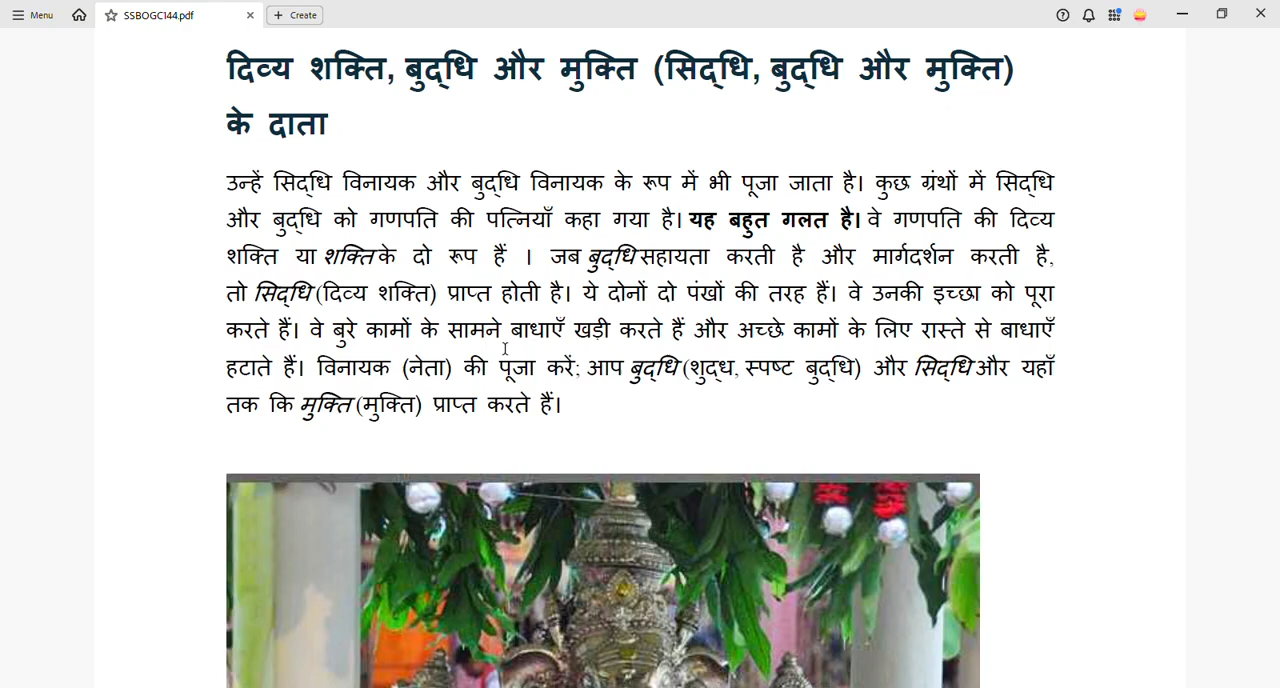 Menu
SSBOGC144.pdf
Create
दिव्य शक्ति, बुद्धि और मुक्ति (सिद्धि, बुद्धि और मुक्ति)
के दाता
उन्हें सिद्धि विनायक और बुद्धि विनायक के रूप में भी पूजा जाता है। कुछ ग्रंथों में सिद्धि
और बुद्धि को गणपति की पत्नियाँ कहा गया है। यह बहुत गलत है। वे गणपति की दिव्य
शक्ति या शक्ति के दो रूप हैं । जब बुद्धि सहायता करती है और मार्गदर्शन करती है,
तो सिद्धि (दिव्य शक्ति) प्राप्त होती है। ये दोनों दो पंखों की तरह हैं। वे उनकी इच्छा को पूरा
करते हैं। वे बुरे कामों के सामने बाधाएँ खड़ी करते हैं और अच्छे कामों के लिए रास्ते से बाधाएँ
हटाते हैं। विनायक (नेता) की पूजा करें; आप बुद्धि (शुद्ध, स्पष्ट बुद्धि) और सिद्धि और यहाँ
तक कि मुक्ति (मुक्ति) प्राप्त करते हैं।